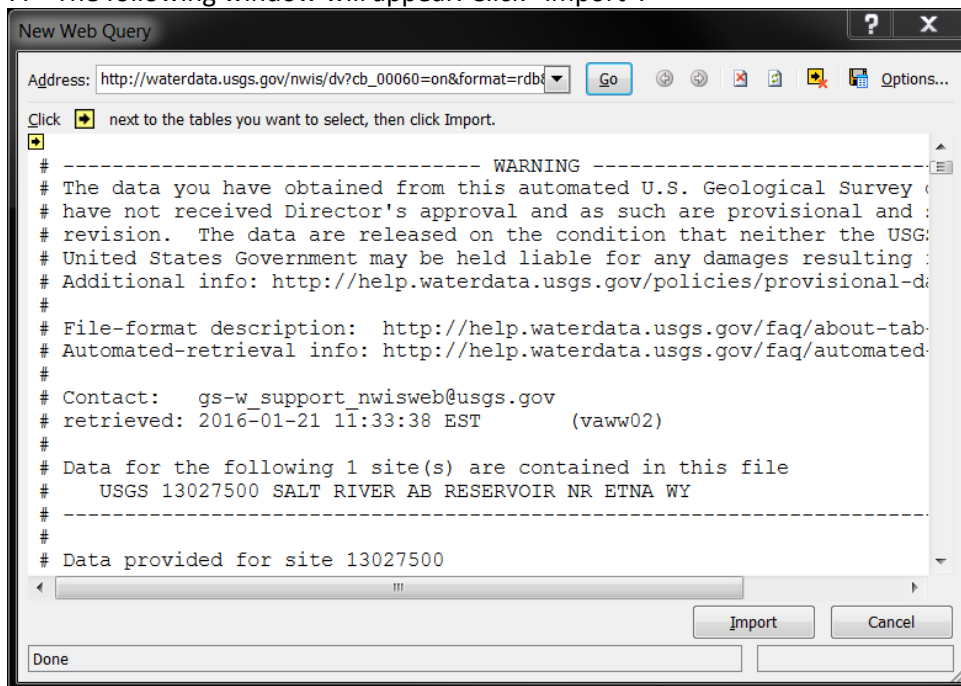 New Web Query
Address: http://waterdata.usgs.gov/nwis/dv?cb_00060=on&format=rdb Go Options...
Click next to the tables you want to select, then click Import.
# ---------------------------------- WARNING ----------------------------
# The data you have obtained from this automated U.S. Geological Survey
# have not received Director's approval and as such are provisional and
# revision. The data are released on the condition that neither the USGS
# United States Government may be held liable for any damages resulting
# Additional info: http://help.waterdata.usgs.gov/policies/provisional-da
#
# File-format description: http://help.waterdata.usgs.gov/faq/about-tab-
# Automated-retrieval info: http://help.waterdata.usgs.gov/faq/automated-
#
# Contact: gs-w_support_nwisweb@usgs.gov
# retrieved: 2016-01-21 11:33:38 EST (vaww02)
#
# Data for the following 1 site(s) are contained in this file
# USGS 13027500 SALT RIVER AB RESERVOIR NR ETNA WY
# -----------------------------------------------------------------------
#
# Data provided for site 13027500
Import Cancel
Done